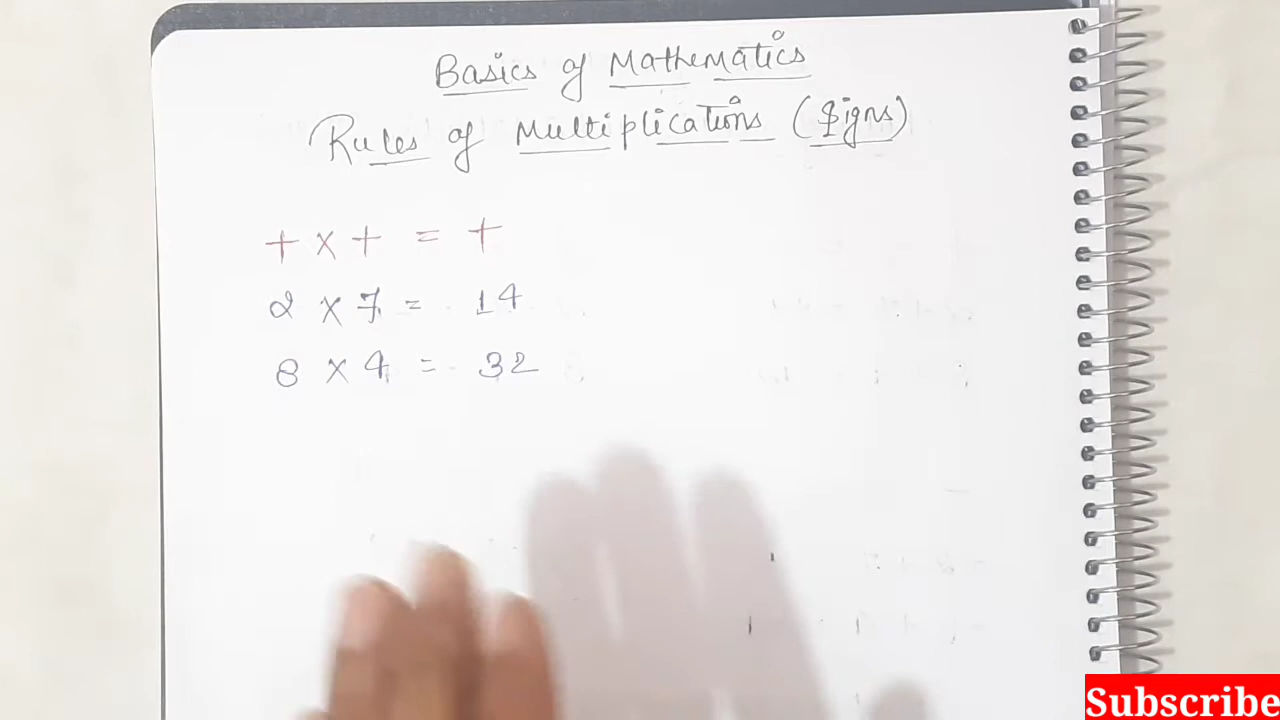 Basics of Mathematics
Rules of Multiplications (Signs)
+ × + = +
2 × 7 = 14
8 × 4 = 32
Subscribe